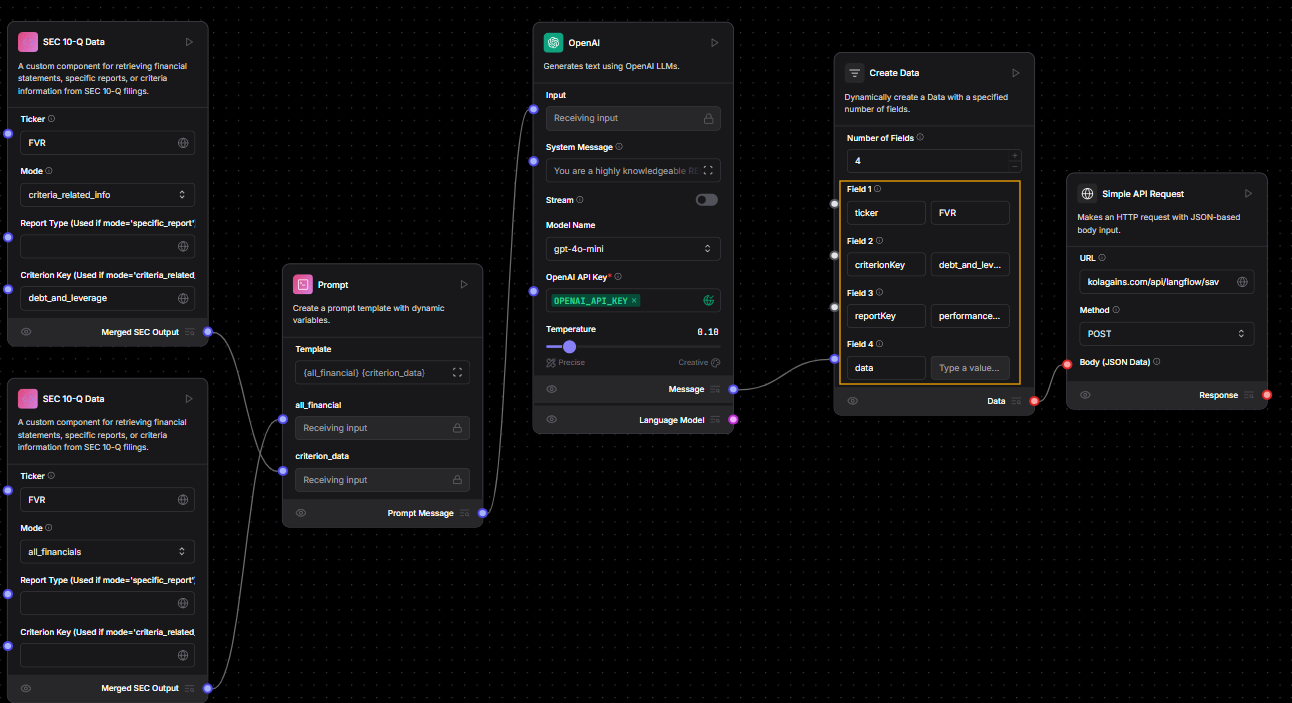 SEC 10-Q Data
A custom component for retrieving financial
statements, specific reports, or criteria
information from SEC 10-Q filings.
Ticker
FVR
Mode
criteria_related_info
Report Type (Used if mode='specific_report'
Criterion Key (Used if mode='criteria_related_
debt_and_leverage
Merged SEC Output
SEC 10-Q Data
A custom component for retrieving financial
statements, specific reports, or criteria
information from SEC 10-Q filings.
Ticker
FVR
Mode
all_financials
Report Type (Used if mode='specific_report'
Criterion Key (Used if mode='criteria_related_
Merged SEC Output
Prompt
Create a prompt template with dynamic
variables.
Template
{all_financial} {criterion_data}
all_financial
Receiving input
criterion_data
Receiving input
Prompt Message
OpenAI
Generates text using OpenAI LLMs.
Input
Receiving input
System Message
You are a highly knowledgeable RE
Stream
Model Name
gpt-4o-mini
OpenAI API Key*
OPENAI_API_KEY ×
Temperature
0.10
Precise
Creative
Message
Language Model
Create Data
Dynamically create a Data with a specified
number of fields.
Number of Fields
4
Field 1
ticker FVR
Field 2
criterionKey debt_and_lev...
Field 3
reportKey performance...
Field 4
data Type a value...
Data
Simple API Request
Makes an HTTP request with JSON-based
body input.
URL
kolagains.com/api/langflow/sav
Method
POST
Body (JSON Data)
Response